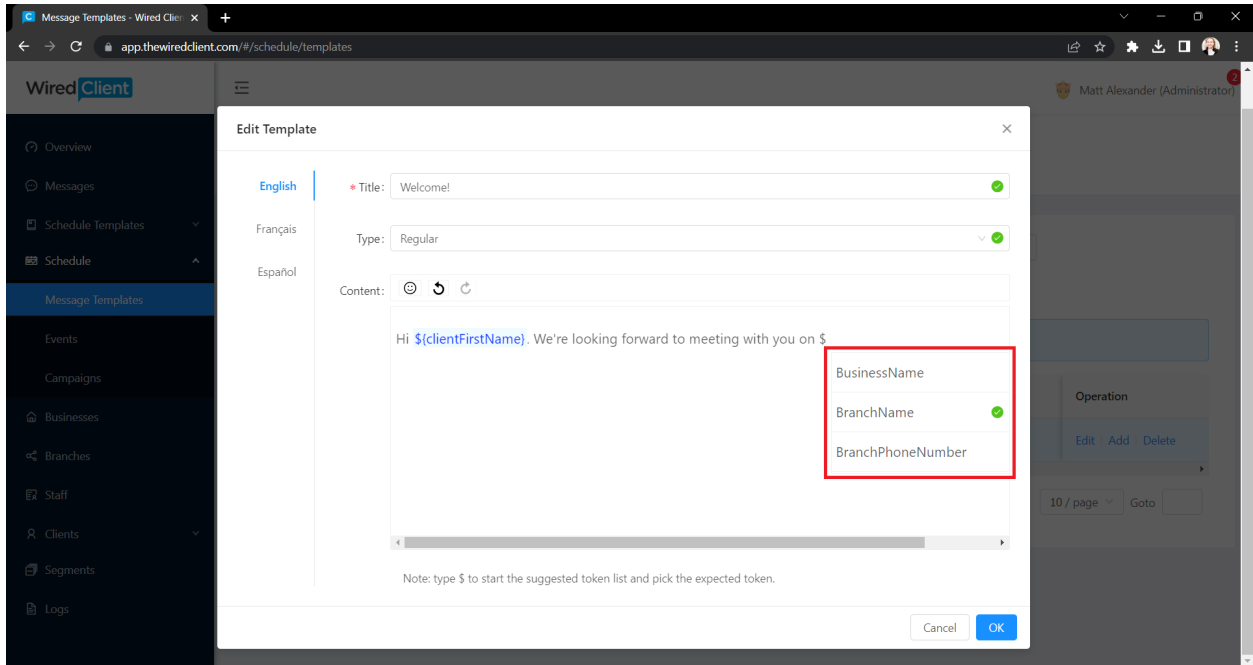 Message Templates - Wired Clien
app.thewiredclient.com/#/schedule/templates
Wired Client
2
Matt Alexander (Administrator)
Overview
Messages
Schedule Templates
Schedule
Message Templates
Events
Campaigns
Businesses
Branches
Staff
Clients
Segments
Logs
Edit Template
English
Français
Español
* Title:
Welcome!
Type:
Regular
Content:
Hi ${clientFirstName}. We're looking forward to meeting with you on $
BusinessName
BranchName
BranchPhoneNumber
Note: type $ to start the suggested token list and pick the expected token.
Cancel
OK
Operation
Edit Add Delete
10 / page
Goto